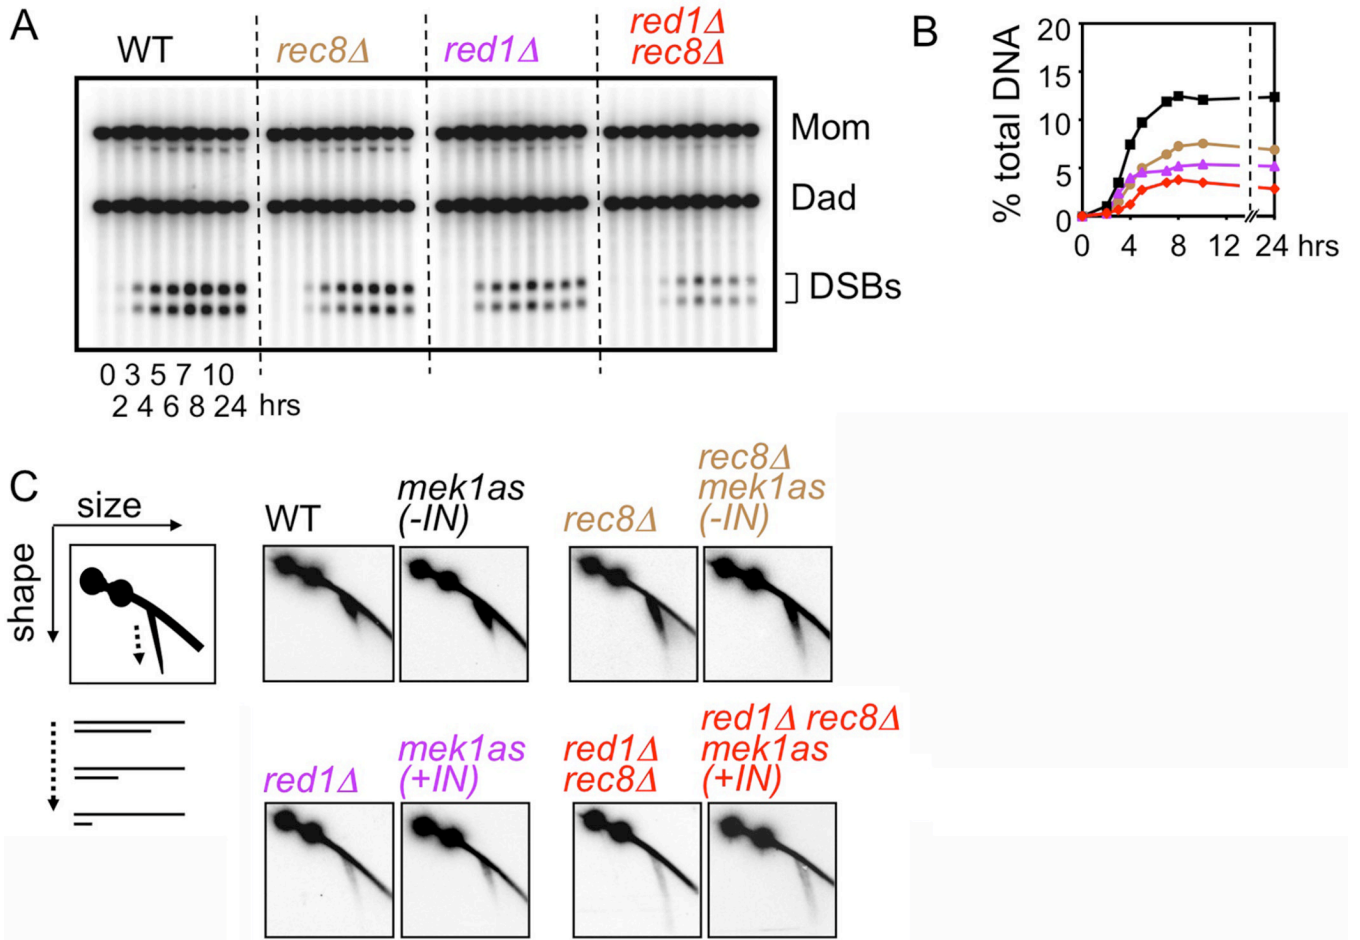 A
WT
rec8Δ
red1Δ
red1Δ
rec8Δ
Mom
Dad
DSBs
0 3 5 7 10
2 4 6 8 24 hrs
B
% total DNA
20
15
10
5
0
0 4 8 12 24 hrs
C
size
shape
WT
mek1as
(-IN)
rec8Δ
rec8Δ
mek1as
(-IN)
red1Δ
mek1as
(+IN)
red1Δ
rec8Δ
red1Δ rec8Δ
mek1as
(+IN)